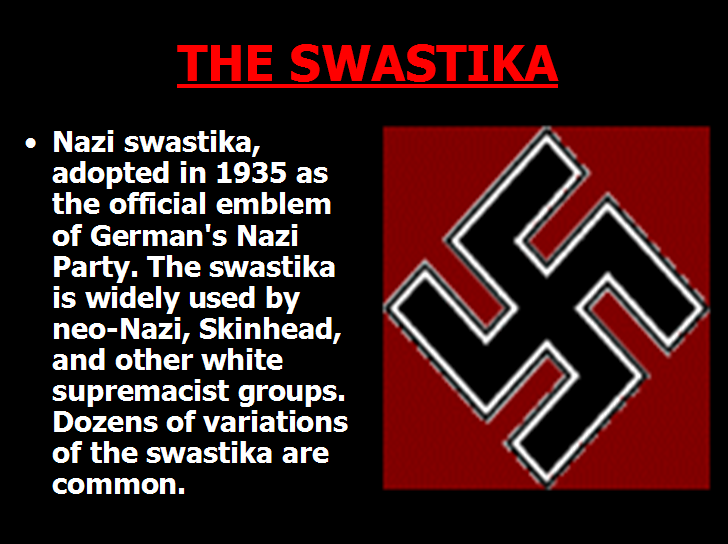 THE SWASTIKA
• Nazi swastika,
adopted in 1935 as
the official emblem
of German's Nazi
Party. The swastika
is widely used by
neo-Nazi, Skinhead,
and other white
supremacist groups.
Dozens of variations
of the swastika are
common.